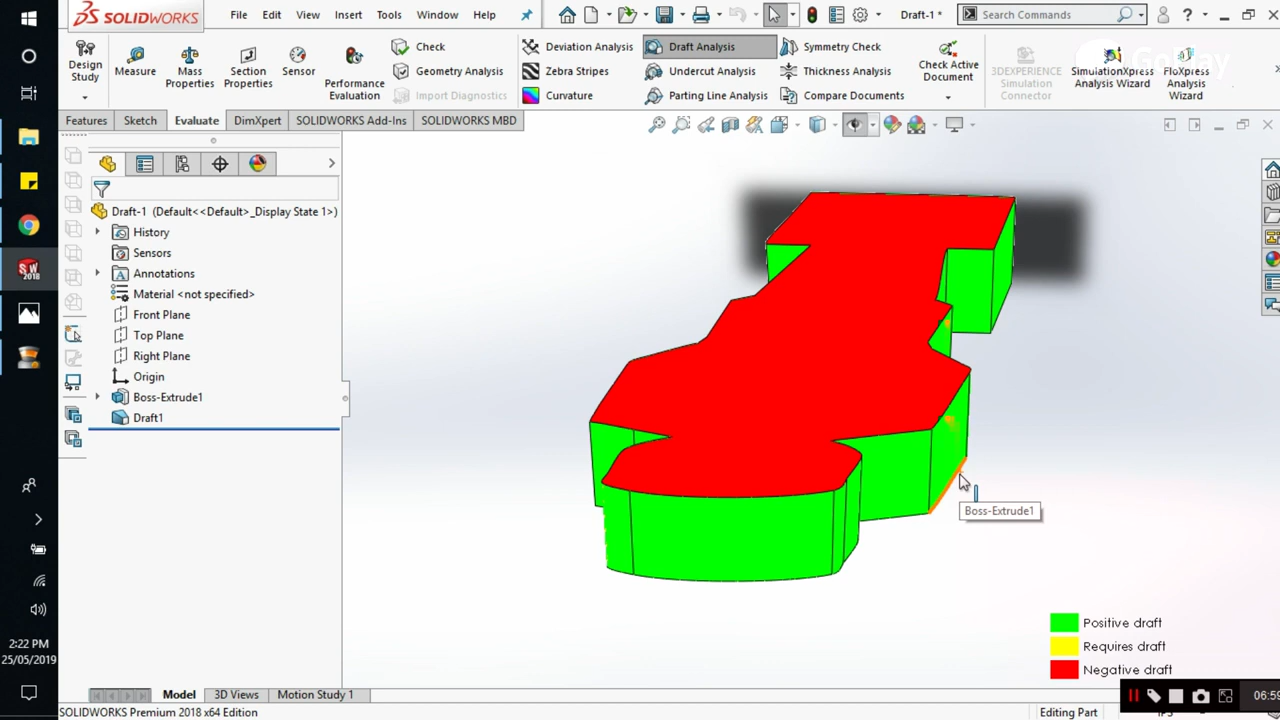 SOLIDWORKS
File Edit View Insert Tools Window Help
Draft-1 *
Search Commands
?
Design Study
Measure
Mass Properties
Section Properties
Sensor
Performance Evaluation
Check
Geometry Analysis
Import Diagnostics
Deviation Analysis
Zebra Stripes
Curvature
Draft Analysis
Undercut Analysis
Parting Line Analysis
Symmetry Check
Thickness Analysis
Compare Documents
Check Active Document
3DEXPERIENCE Simulation Connector
SimulationXpress Analysis Wizard
FloXpress Analysis Wizard
Features Sketch Evaluate DimXpert SOLIDWORKS Add-Ins SOLIDWORKS MBD
Draft-1 (Default<<Default>_Display State 1>)
History
Sensors
Annotations
Material <not specified>
Front Plane
Top Plane
Right Plane
Origin
Boss-Extrude1
Draft1
SW
2018
Boss-Extrude1
Positive draft
Requires draft
Negative draft
2:22 PM
25/05/2019
06:59
Model 3D Views Motion Study 1
SOLIDWORKS Premium 2018 x64 Edition
Editing Part